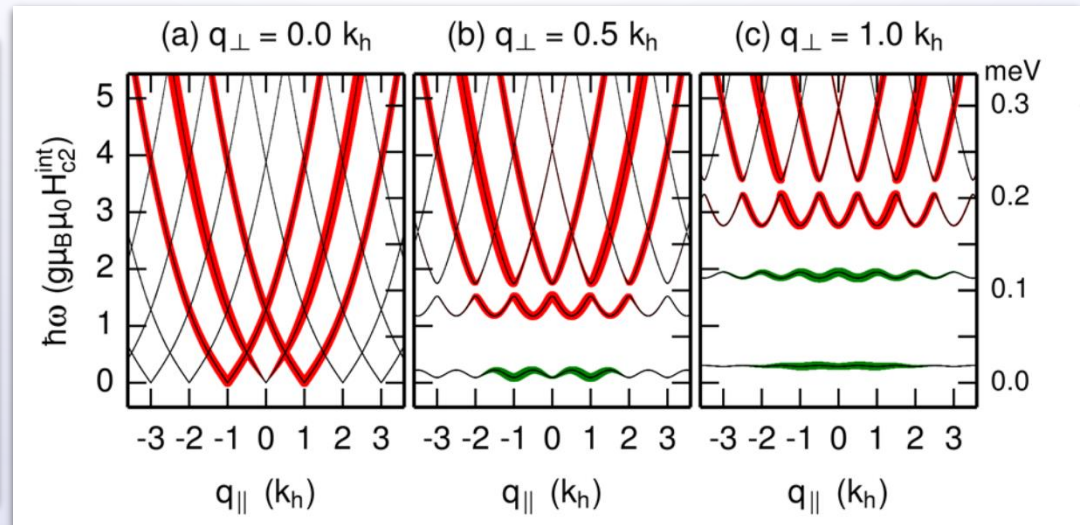 (a) q⊥ = 0.0 kh
(b) q⊥ = 0.5 kh
(c) q⊥ = 1.0 kh
meV
ħω (gμBμ0Hc2^int)
5
4
3
2
1
0
0.3
0.2
0.1
0.0
-3 -2 -1 0 1 2 3
-3 -2 -1 0 1 2 3
-3 -2 -1 0 1 2 3
q|| (kh)
q|| (kh)
q|| (kh)